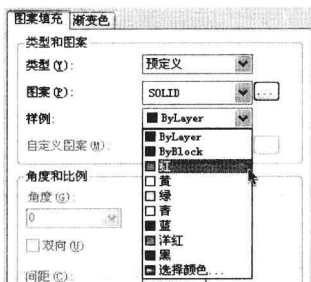 图案填充 渐变色
类型和图案
类型(Y): 预定义
图案(P): SOLID ...
样例: ByLayer
ByLayer
自定义图案(M): ByBlock
红
角度和比例 黄
角度(G): 绿
0 青
蓝
双向(U) 洋红
黑
间距(C): 选择颜色...